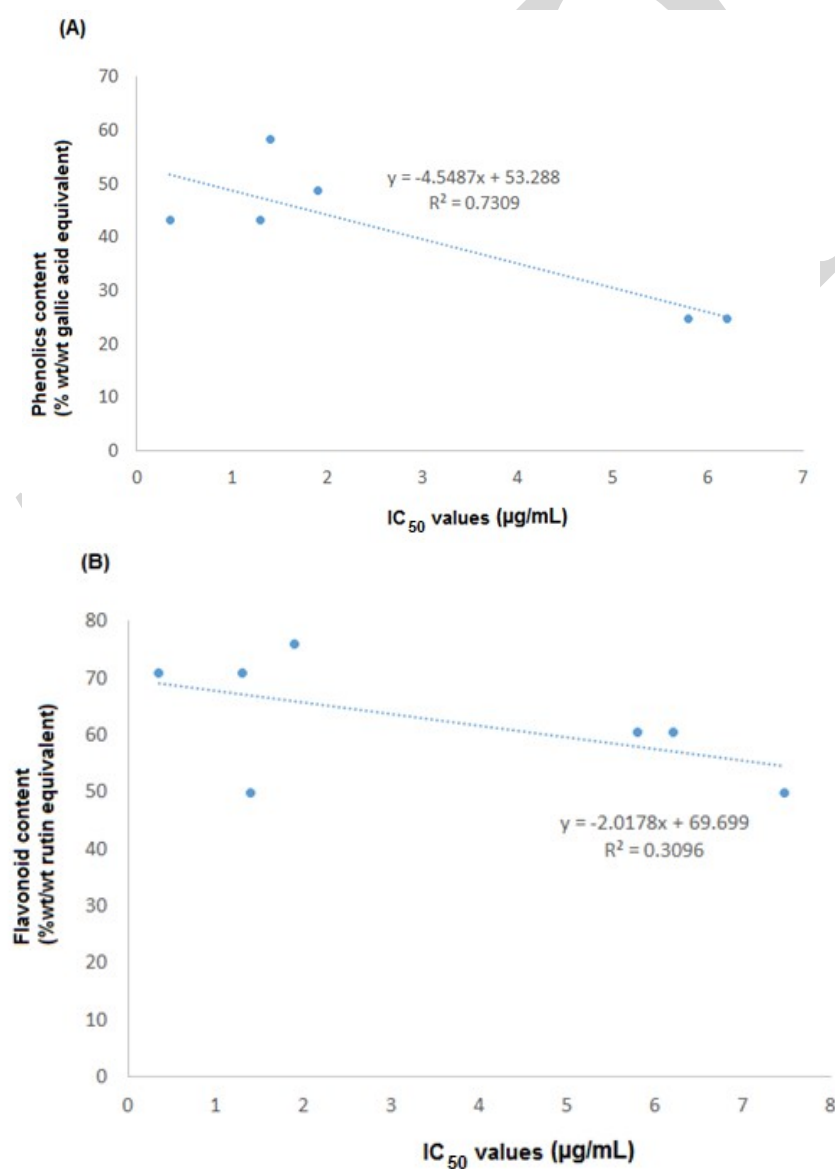 (A)
Phenolics content
(% wt/wt gallic acid equivalent)
70
60
50
40
30
20
10
0
y = -4.5487x + 53.288
R² = 0.7309
0 1 2 3 4 5 6 7
IC50 values (µg/mL)
(B)
Flavonoid content
(%wt/wt rutin equivalent)
80
70
60
50
40
30
20
10
0
y = -2.0178x + 69.699
R² = 0.3096
0 1 2 3 4 5 6 7 8
IC50 values (µg/mL)